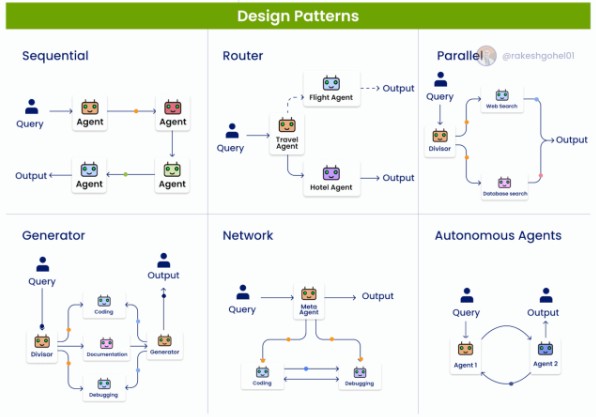 Design Patterns
Sequential
Query
Agent
Agent
Output
Agent
Agent
Router
Flight Agent
Output
Query
Travel
Agent
Hotel Agent
Output
Parallel
@rakeshgohel01
Query
Web search
Divisor
Output
Database search
Generator
Query
Output
Coding
Divisor
Documentation
Generator
Debugging
Network
Query
Meta
Agent
Output
Coding
Debugging
Autonomous Agents
Query
Output
Agent 1
Agent 2